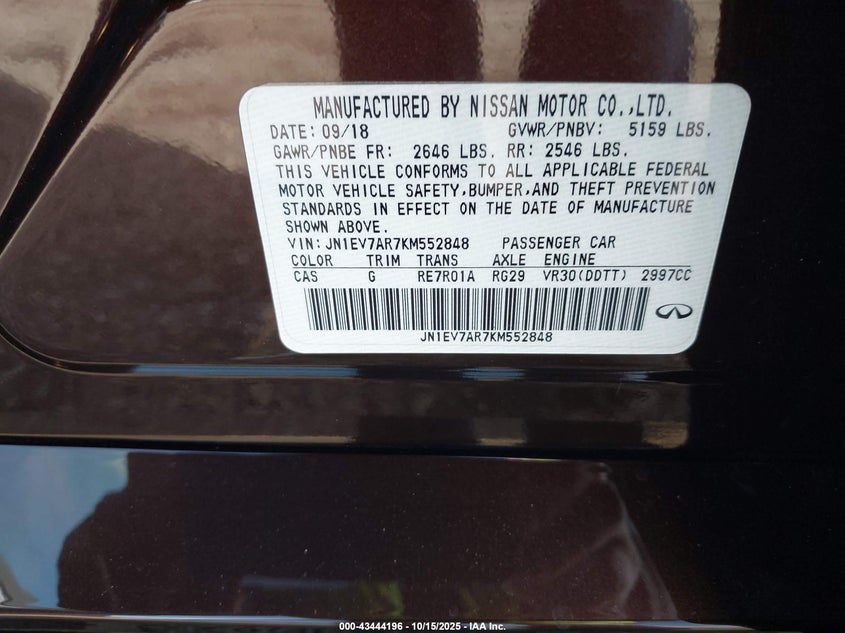 MANUFACTURED BY NISSAN MOTOR CO.,LTD.
DATE: 09/18 GVWR/PNBV: 5159 LBS.
GAWR/PNBE FR: 2646 LBS. RR: 2546 LBS.
THIS VEHICLE CONFORMS TO ALL APPLICABLE FEDERAL
MOTOR VEHICLE SAFETY,BUMPER,AND THEFT PREVENTION
STANDARDS IN EFFECT ON THE DATE OF MANUFACTURE
SHOWN ABOVE.
VIN: JN1EV7AR7KM552848 PASSENGER CAR
COLOR TRIM TRANS AXLE ENGINE
CAS G RE7R01A RG29 VR30(DDTT) 2997CC
JN1EV7AR7KM552848
000-43444196 - 10/15/2025 - IAA Inc.